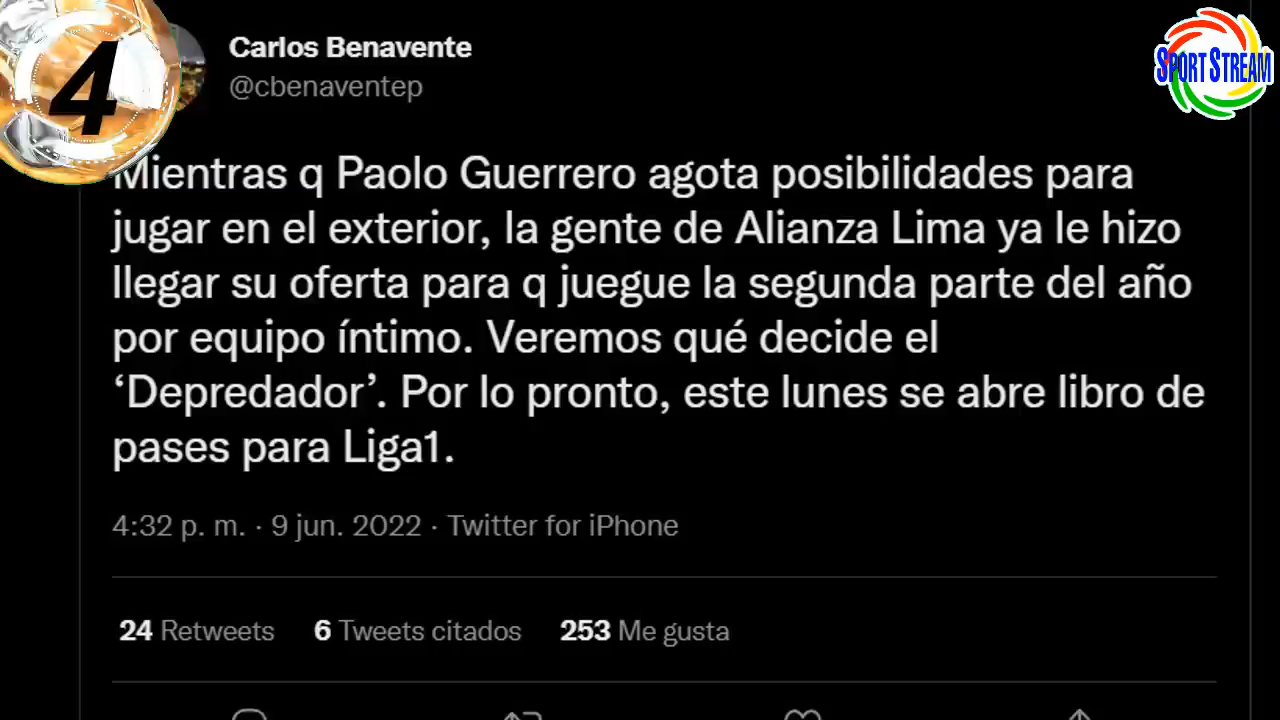 4
Carlos Benavente
@cbenaventep
SPORT STREAM
Mientras q Paolo Guerrero agota posibilidades para
jugar en el exterior, la gente de Alianza Lima ya le hizo
llegar su oferta para q juegue la segunda parte del año
por equipo íntimo. Veremos qué decide el
‘Depredador’. Por lo pronto, este lunes se abre libro de
pases para Liga1.
4:32 p. m. · 9 jun. 2022 · Twitter for iPhone
24 Retweets 6 Tweets citados 253 Me gusta